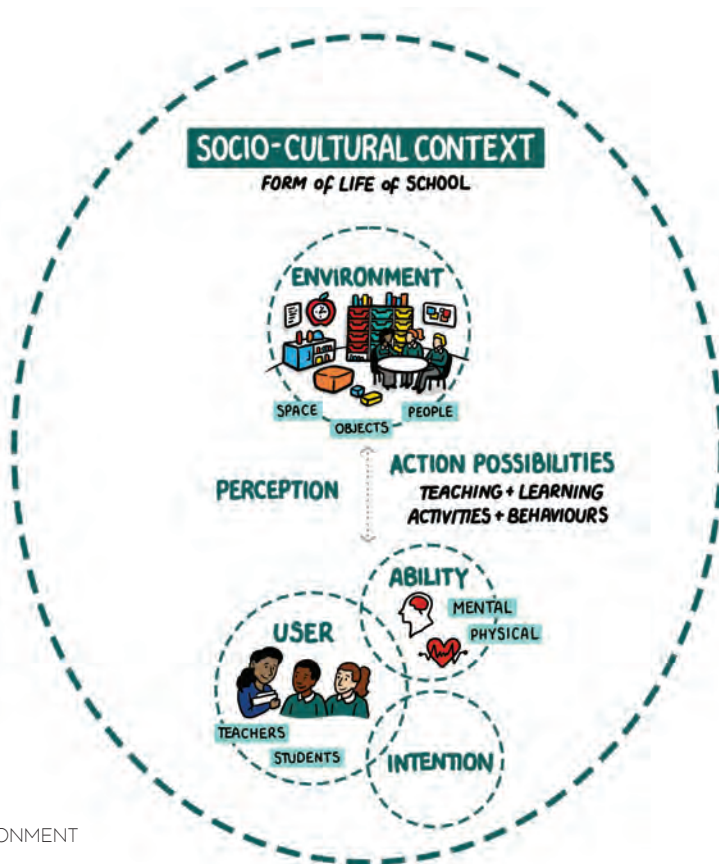 SOCIO-CULTURAL CONTEXT
FORM of LIFE of SCHOOL
ENVIRONMENT
SPACE
OBJECTS
PEOPLE
PERCEPTION
ACTION POSSIBILITIES
TEACHING + LEARNING
ACTIVITIES + BEHAVIOURS
ABILITY
MENTAL
PHYSICAL
USER
TEACHERS
STUDENTS
INTENTION
ONMENT